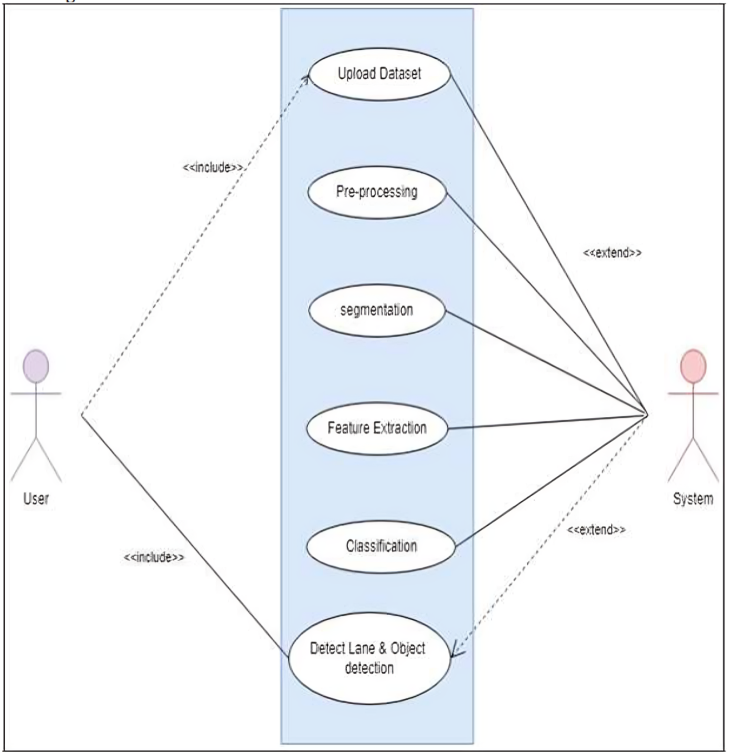 Upload Dataset
<<include>>
Pre-processing
<<extend>>
segmentation
Feature Extraction
User
System
<<extend>>
Classification
<<include>>
Detect Lane & Object
detection